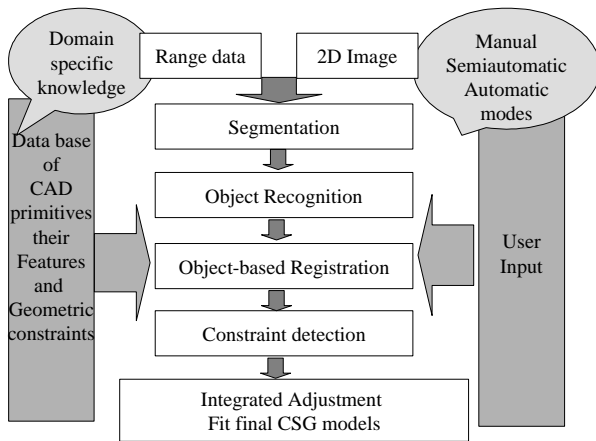 Domain
specific
knowledge
Range data
2D Image
Manual
Semiautomatic
Automatic
modes
Segmentation
Object Recognition
Object-based Registration
Constraint detection
Integrated Adjustment
Fit final CSG models
Data base
of
CAD
primitives
their
Features
and
Geometric
constraints
User
Input